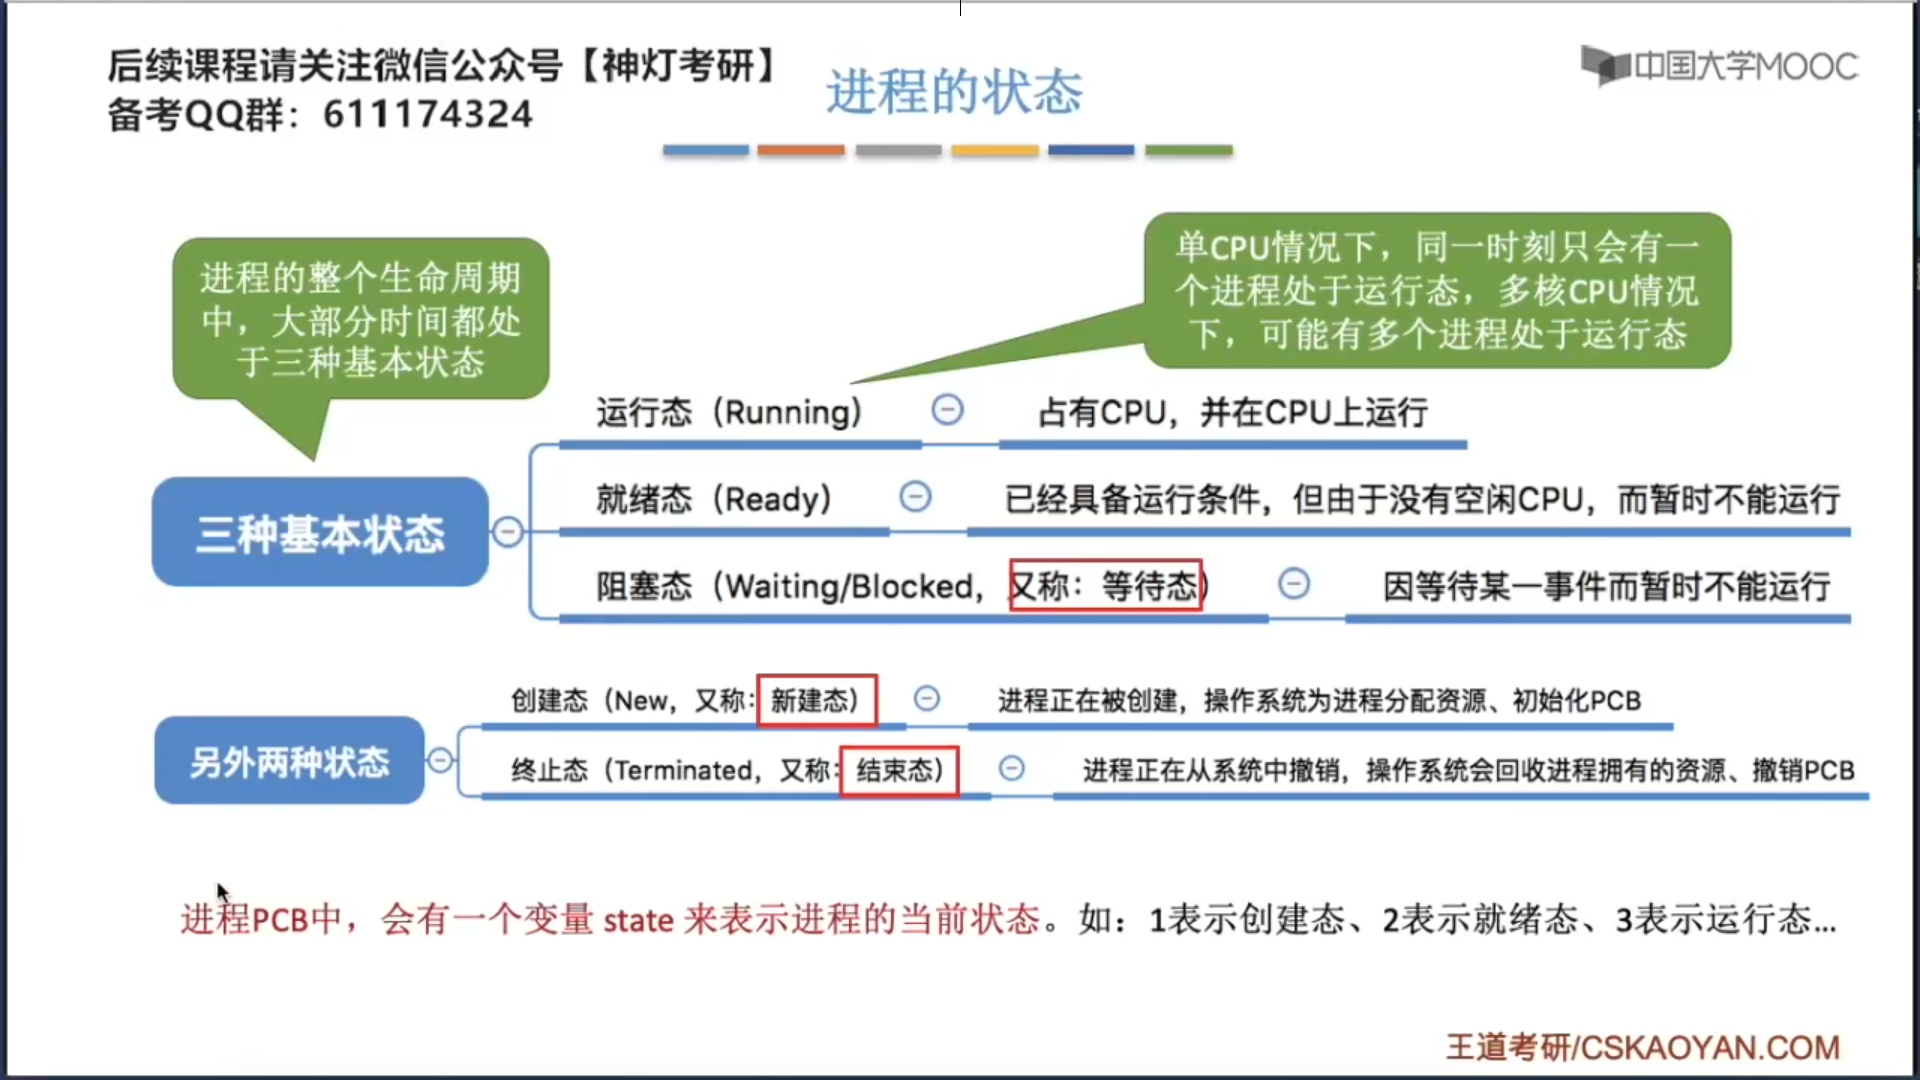 后续课程请关注微信公众号【神灯考研】
备考QQ群：611174324
进程的状态
中国大学MOOC
进程的整个生命周期
中，大部分时间都处
于三种基本状态
单CPU情况下，同一时刻只会有一
个进程处于运行态，多核CPU情况
下，可能有多个进程处于运行态
三种基本状态
运行态（Running） 占有CPU，并在CPU上运行
就绪态（Ready） 已经具备运行条件，但由于没有空闲CPU，而暂时不能运行
阻塞态（Waiting/Blocked，又称：等待态） 因等待某一事件而暂时不能运行
另外两种状态
创建态（New，又称：新建态） 进程正在被创建，操作系统为进程分配资源、初始化PCB
终止态（Terminated，又称：结束态） 进程正在从系统中撤销，操作系统会回收进程拥有的资源、撤销PCB
进程PCB中，会有一个变量 state 来表示进程的当前状态。如：1表示创建态、2表示就绪态、3表示运行态...
王道考研/CSKAOYAN.COM